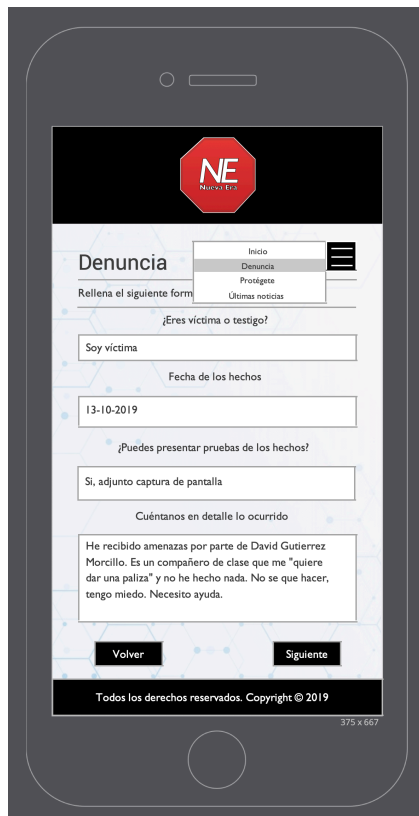 NE
Nueva Era
Inicio
Denuncia
Denuncia
Protégete
Últimas noticias
Rellena el siguiente form
¿Eres víctima o testigo?
Soy víctima
Fecha de los hechos
13-10-2019
¿Puedes presentar pruebas de los hechos?
Si, adjunto captura de pantalla
Cuéntanos en detalle lo ocurrido
He recibido amenazas por parte de David Gutierrez
Morcillo. Es un compañero de clase que me "quiere
dar una paliza" y no he hecho nada. No se que hacer,
tengo miedo. Necesito ayuda.
Volver
Siguiente
Todos los derechos reservados. Copyright © 2019
375 x 667